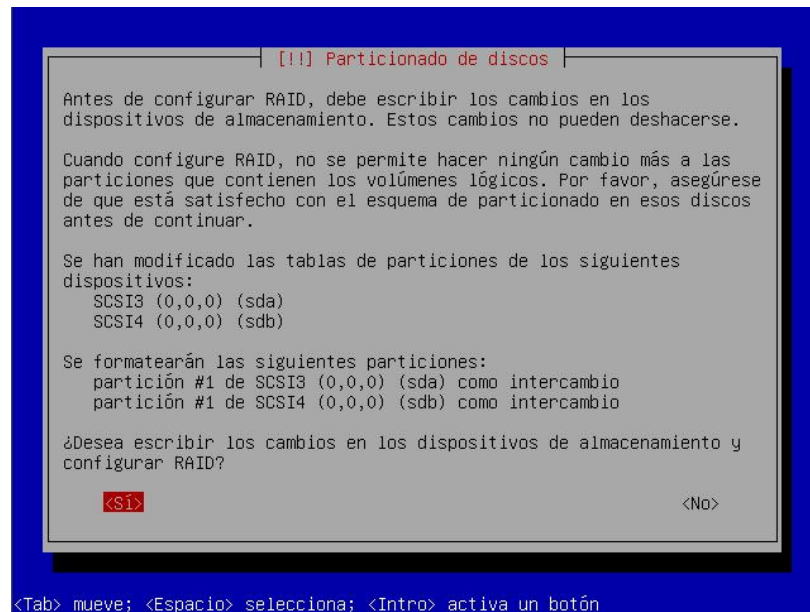 [!!] Particionado de discos
Antes de configurar RAID, debe escribir los cambios en los
dispositivos de almacenamiento. Estos cambios no pueden deshacerse.
Cuando configure RAID, no se permite hacer ningún cambio más a las
particiones que contienen los volúmenes lógicos. Por favor, asegúrese
de que está satisfecho con el esquema de particionado en esos discos
antes de continuar.
Se han modificado las tablas de particiones de los siguientes
dispositivos:
SCSI3 (0,0,0) (sda)
SCSI4 (0,0,0) (sdb)
Se formatearán las siguientes particiones:
partición #1 de SCSI3 (0,0,0) (sda) como intercambio
partición #1 de SCSI4 (0,0,0) (sdb) como intercambio
¿Desea escribir los cambios en los dispositivos de almacenamiento y
configurar RAID?
<Sí> <No>
<Tab> mueve; <Espacio> selecciona; <Intro> activa un botón